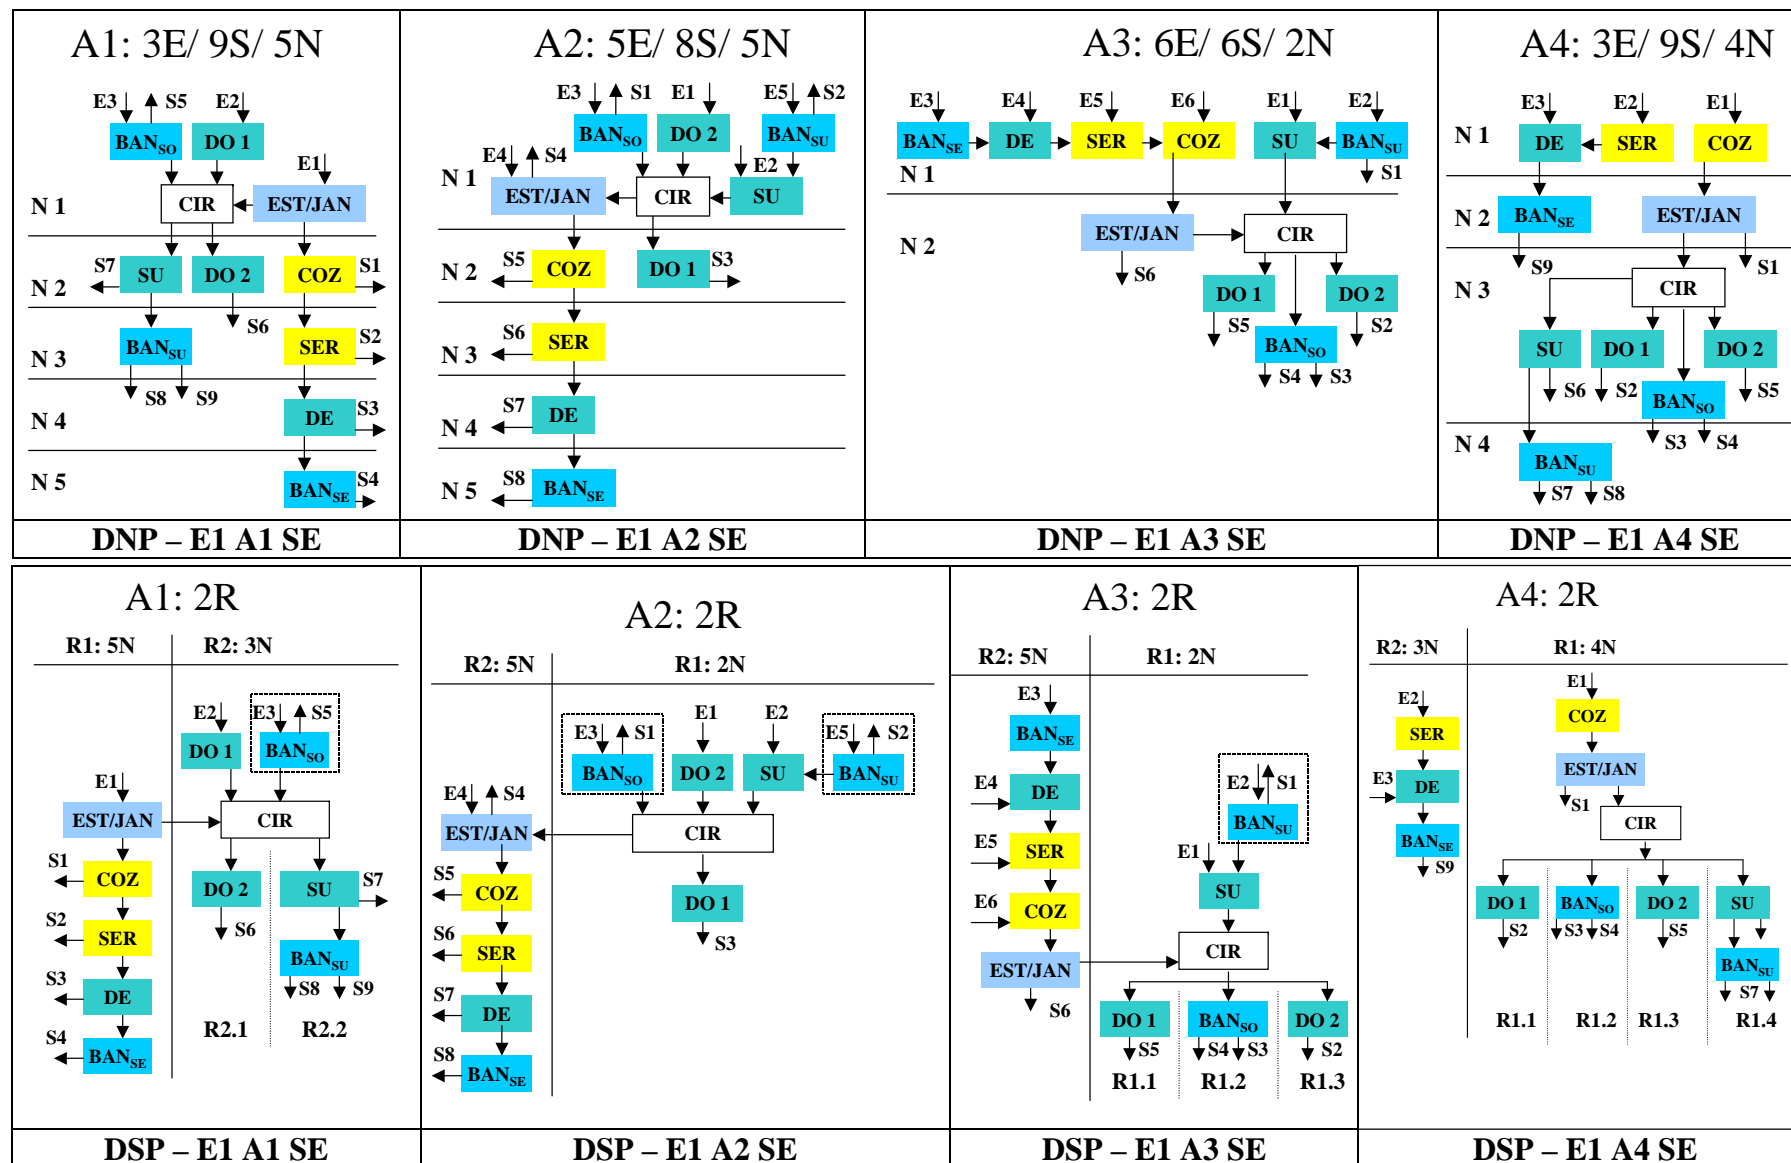 A1: 3E/ 9S/ 5N
E3 S5 E2
BANSO DO 1
E1
N 1 CIR EST/JAN
S7 SU DO 2 COZ S1
N 2
S6
BANSU SER S2
N 3
S8 S9
N 4 DE S3
N 5 BANSE S4
DNP – E1 A1 SE
A2: 5E/ 8S/ 5N
E3 S1 E1 E5 S2
BANSO DO 2 BANSU
E4 S4 E2
N 1 EST/JAN CIR SU
N 2 S5 COZ DO 1 S3
N 3 S6 SER
N 4 S7 DE
N 5 S8 BANSE
DNP – E1 A2 SE
A3: 6E/ 6S/ 2N
E3 E4 E5 E6 E1 E2
BANSE DE SER COZ SU BANSU
N 1 S1
N 2 EST/JAN CIR
S6
DO 1 DO 2
S5 S2
BANSO
S4 S3
DNP – E1 A3 SE
A4: 3E/ 9S/ 4N
E3 E2 E1
N 1 DE SER COZ
N 2 BANSE EST/JAN
S9 S1
N 3 CIR
SU DO 1 DO 2
S6 S2 S5
BANSO
S3 S4
N 4 BANSU
S7 S8
DNP – E1 A4 SE
A1: 2R
R1: 5N R2: 3N
E2 E3 S5
DO 1 BANSO
E1
EST/JAN CIR
S1 COZ DO 2 SU S7
S2 SER S6
BANSU
S3 DE S8 S9
S4 BANSE R2.1 R2.2
DSP – E1 A1 SE
A2: 2R
R2: 5N R1: 2N
E3 S1 E1 E2 E5 S2
BANSO DO 2 SU BANSU
E4 S4
EST/JAN CIR
S5 COZ DO 1
S6 SER S3
S7 DE
S8 BANSE
DSP – E1 A2 SE
A3: 2R
R2: 5N R1: 2N
E3
BANSE
E2 S1
E4 DE
BANSU
E5 SER E1
SU
E6 COZ
CIR
EST/JAN
S6
DO 1 BANSO DO 2
S5 S4 S3 S2
R1.1 R1.2 R1.3
DSP – E1 A3 SE
A4: 2R
R2: 3N R1: 4N
E1
E2 COZ
SER
EST/JAN
E3 DE S1
CIR
BANSE
S9
DO 1 BANSO DO 2 SU
S2 S3 S4 S5
BANSU
S7
R1.1 R1.2 R1.3 R1.4
DSP – E1 A4 SE